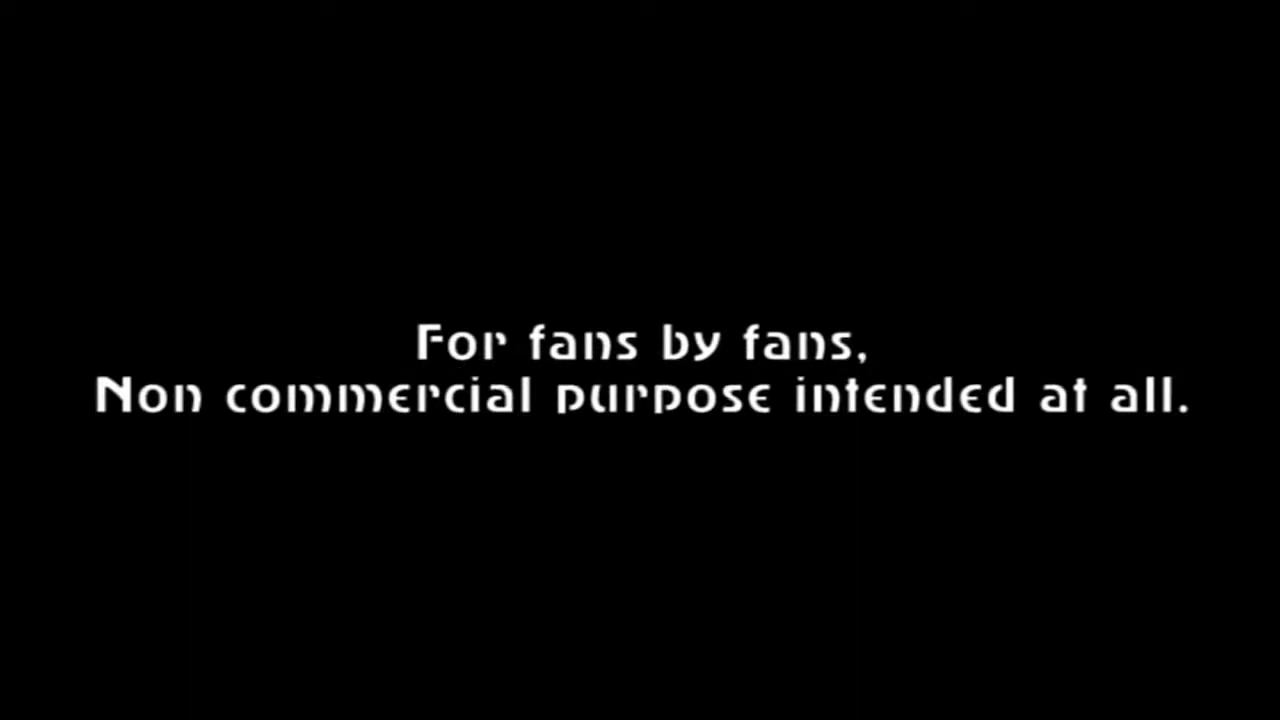 For fans by fans,
Non commercial purpose intended at all.